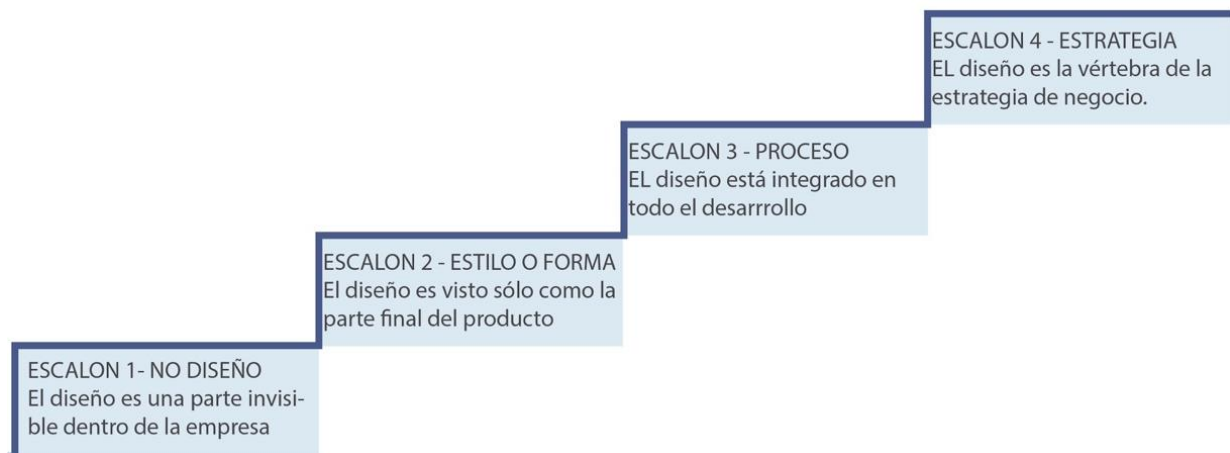 ESCALON 4 - ESTRATEGIA
EL diseño es la vértebra de la
estrategia de negocio.
ESCALON 3 - PROCESO
EL diseño está integrado en
todo el desarrrollo
ESCALON 2 - ESTILO O FORMA
El diseño es visto sólo como la
parte final del producto
ESCALON 1- NO DISEÑO
El diseño es una parte invisi-
ble dentro de la empresa